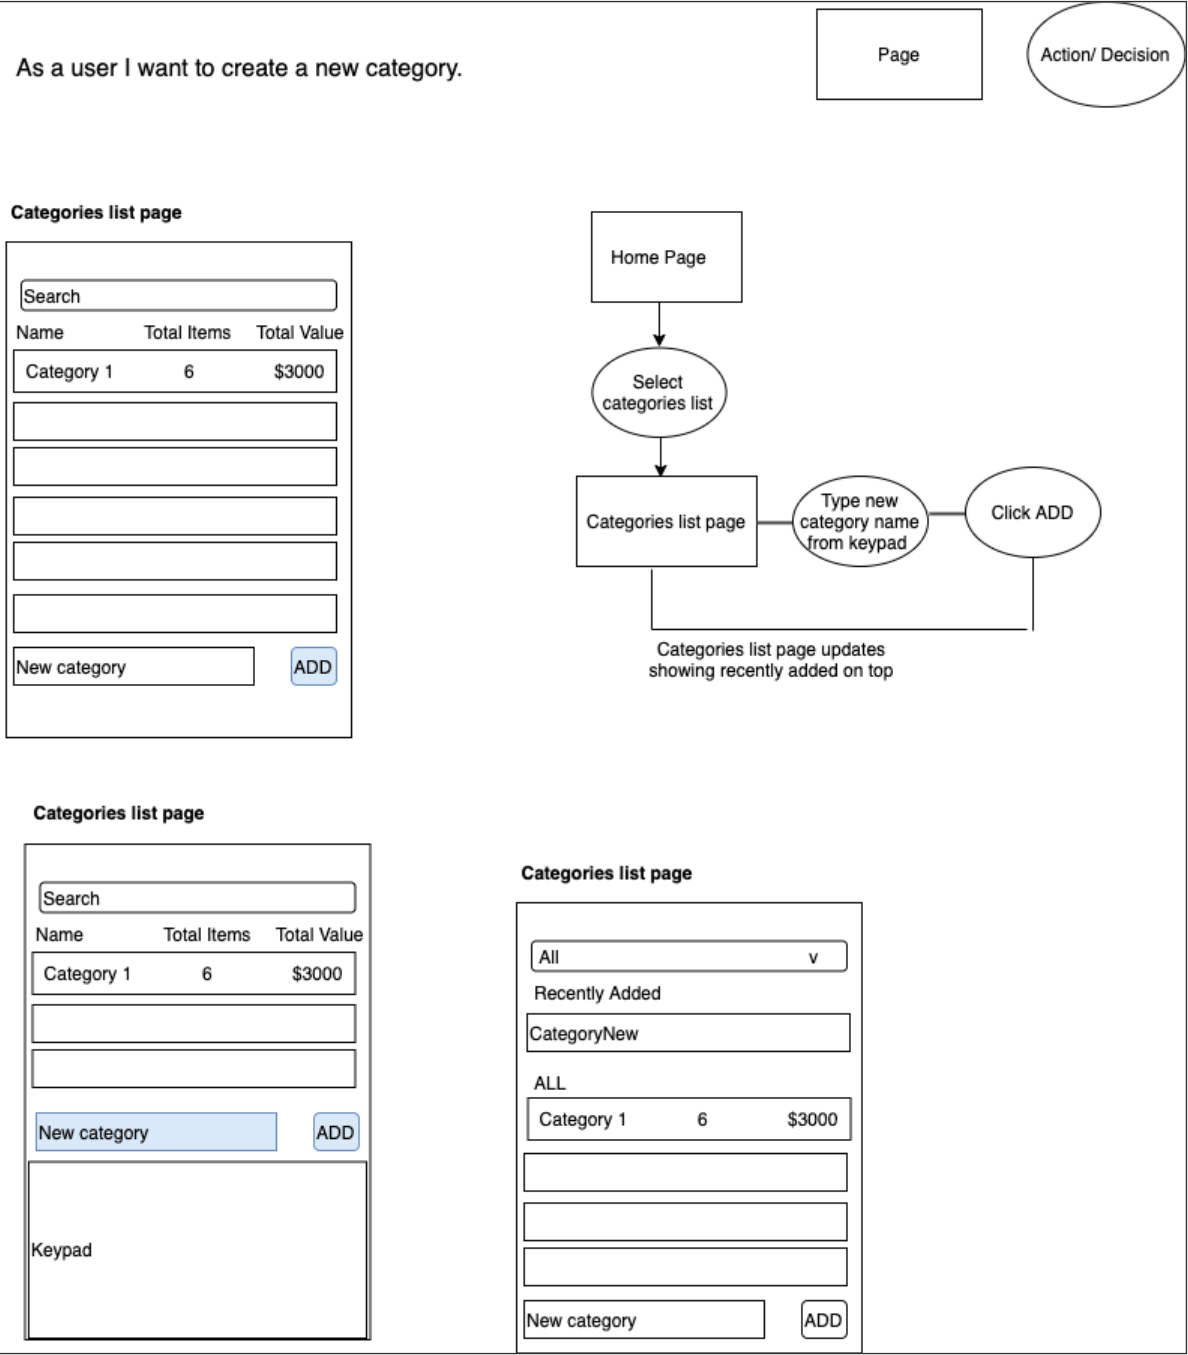 As a user I want to create a new category.
Page
Action/ Decision
Categories list page
Search
Name Total Items Total Value
Category 1 6 $3000
New category ADD
Home Page
Select
categories list
Categories list page
Type new
category name
from keypad
Click ADD
Categories list page updates
showing recently added on top
Categories list page
Search
Name Total Items Total Value
Category 1 6 $3000
New category ADD
Keypad
Categories list page
All v
Recently Added
CategoryNew
ALL
Category 1 6 $3000
New category ADD